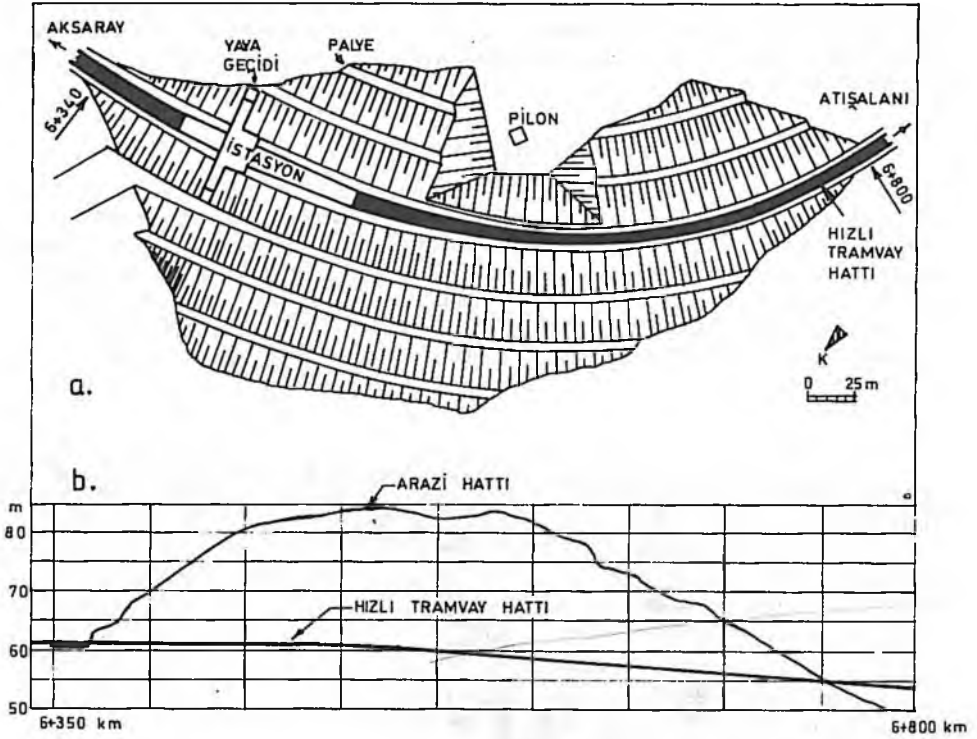 AKSARAY
YAYA
GEÇİDİ
PALYE
PİLON
ATIŞALANI
6+340
İSTASYON
6+800
HIZLI
TRAMVAY
HATTI
K
0 25 m
a.
b.
ARAZİ HATTI
m
80
70
HIZLI TRAMVAY HATTI
60
50
6+350 km
6+800 km